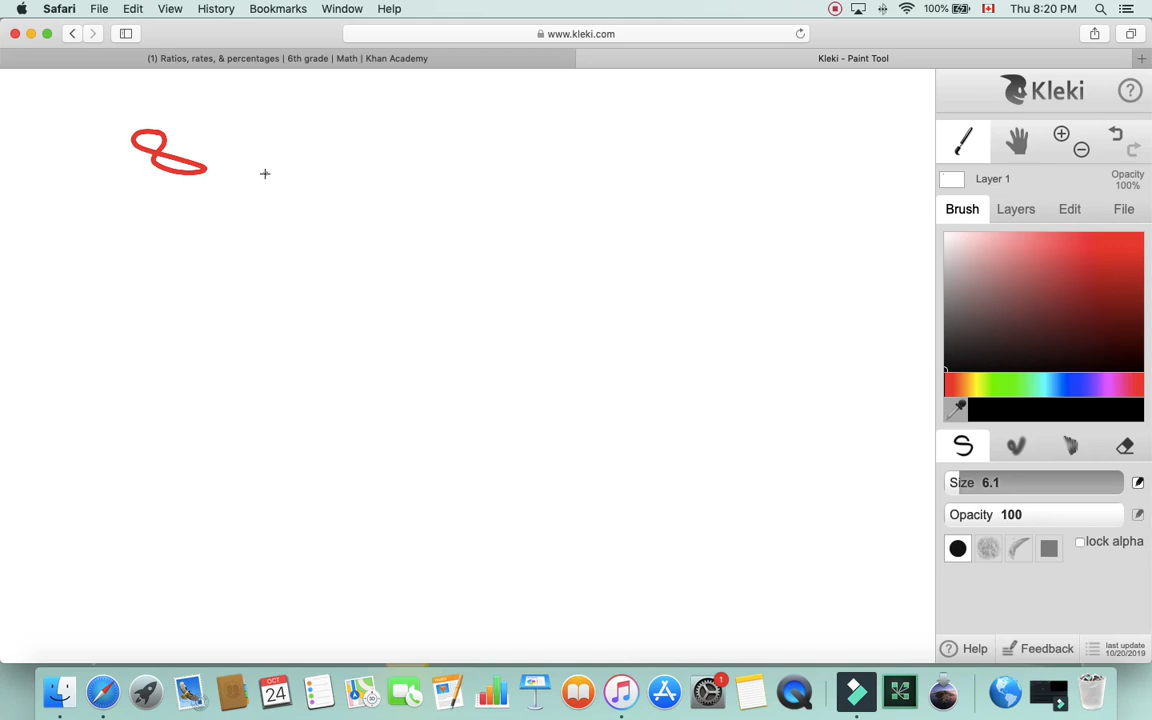 Safari File Edit View History Bookmarks Window Help 100% Thu 8:20 PM
www.kleki.com
(1) Ratios, rates, & percentages | 6th grade | Math | Khan Academy Kleki - Paint Tool
8
Kleki ?
Layer 1 Opacity
100%
Brush Layers Edit File
Size 6.1
Opacity 100
lock alpha
? Help Feedback last update
10/20/2019
OCT
24
1